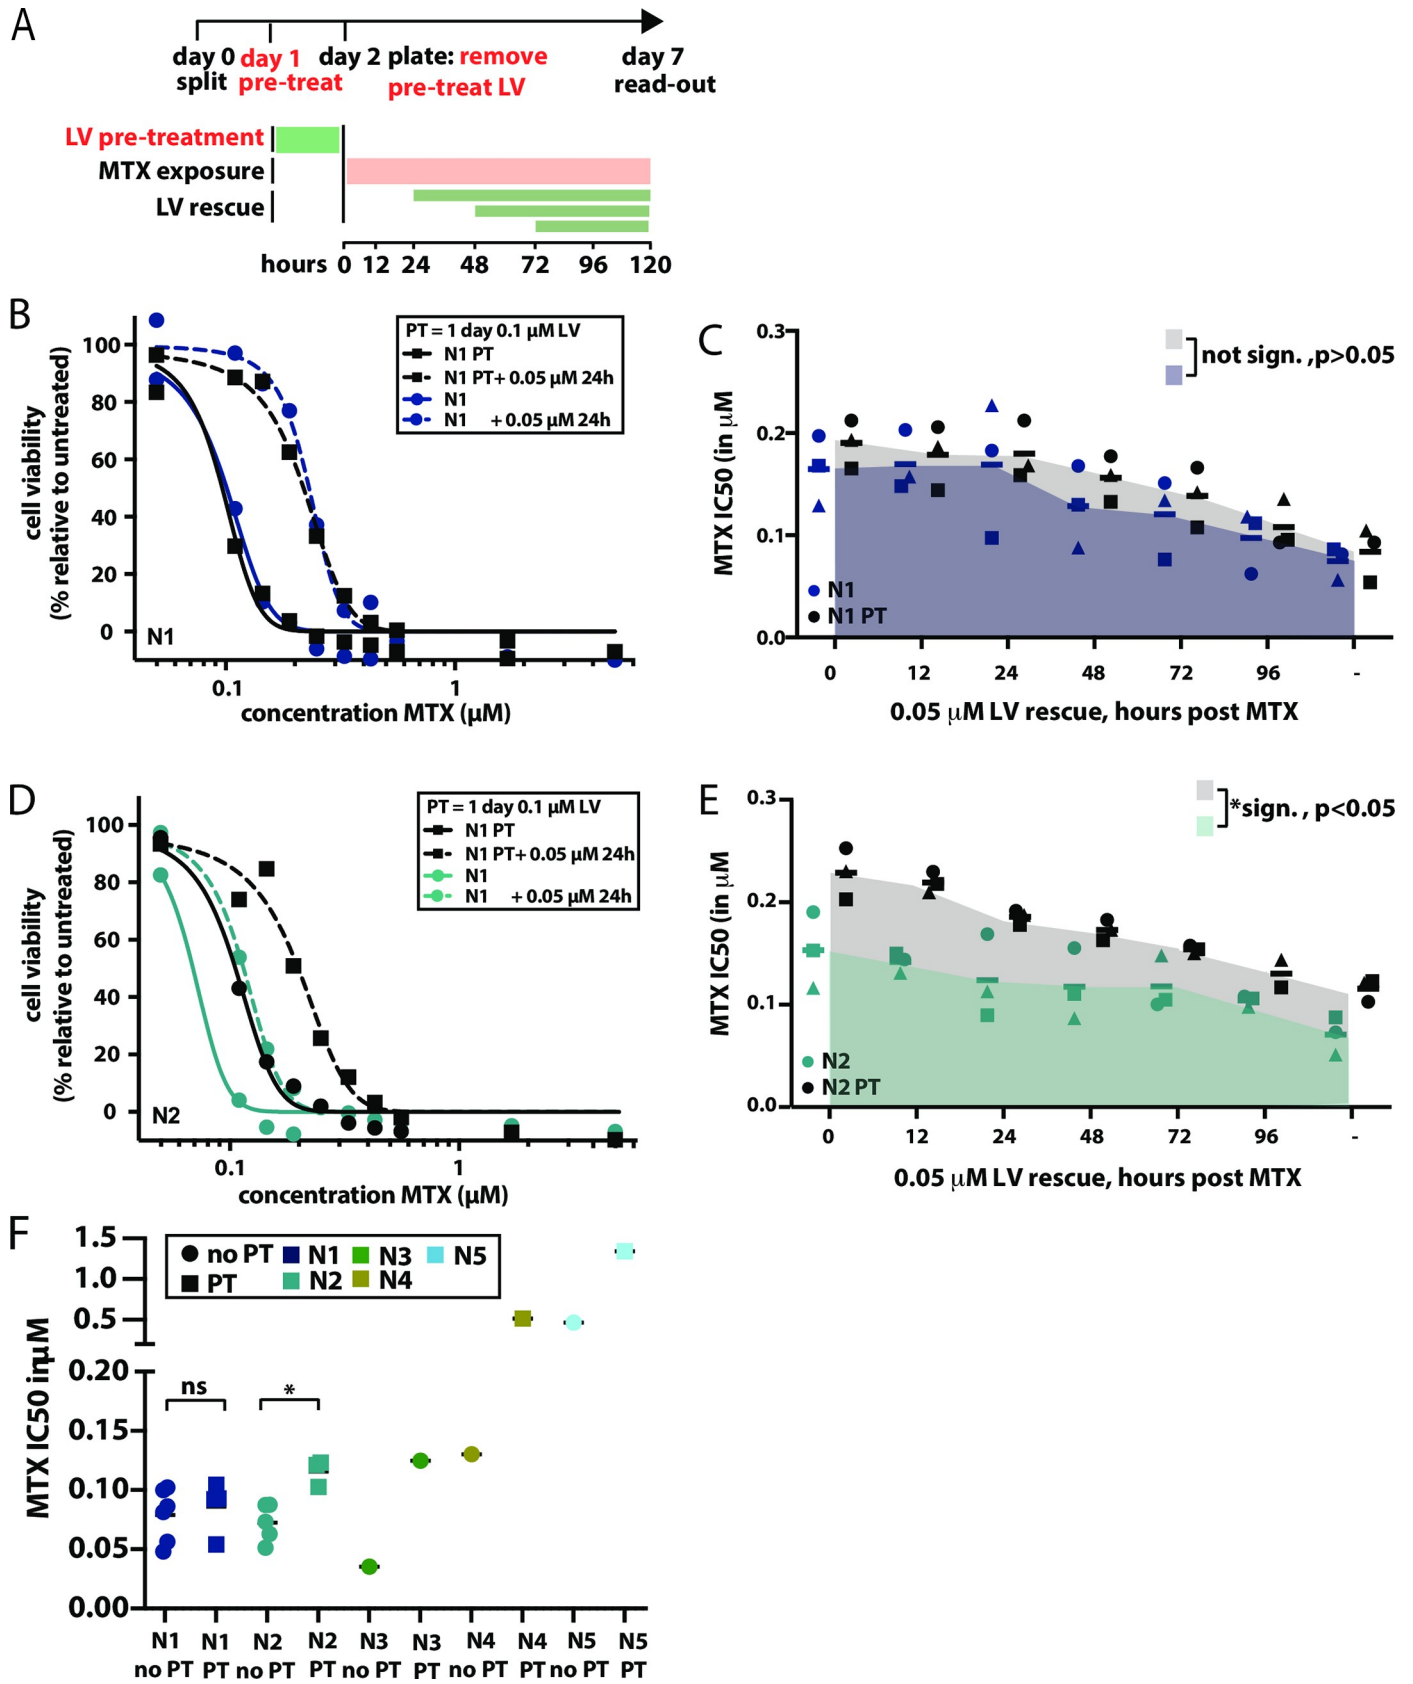 A
day 0 day 1 day 2 plate: remove day 7
split pre-treat pre-treat LV read-out
LV pre-treatment
MTX exposure
LV rescue
hours 0 12 24 48 72 96 120
B
PT = 1 day 0.1 μM LV
N1 PT
N1 PT+ 0.05 μM 24h
N1
N1 + 0.05 μM 24h
cell viability
(% relative to untreated)
100
80
60
40
20
0
N1
0.1 1
concentration MTX (μM)
C
not sign. ,p>0.05
MTX IC50 (in μM
0.3
0.2
0.1
0.0
N1
N1 PT
0 12 24 48 72 96 -
0.05 μM LV rescue, hours post MTX
D
PT = 1 day 0.1 μM LV
N1 PT
N1 PT+ 0.05 μM 24h
N1
N1 + 0.05 μM 24h
cell viability
(% relative to untreated)
100
80
60
40
20
0
N2
0.1 1
concentration MTX (μM)
E
*sign. , p<0.05
MTX IC50 (in μM
0.3
0.2
0.1
0.0
N2
N2 PT
0 12 24 48 72 96 -
0.05 μM LV rescue, hours post MTX
F
no PT N1 N3 N5
PT N2 N4
MTX IC50 inμM
1.5
1.0
0.5
0.20
0.15
0.10
0.05
0.00
ns *
N1 N1 N2 N2 N3 N3 N4 N4 N5 N5
no PT PT no PT PT no PT PT no PT PT no PT PT